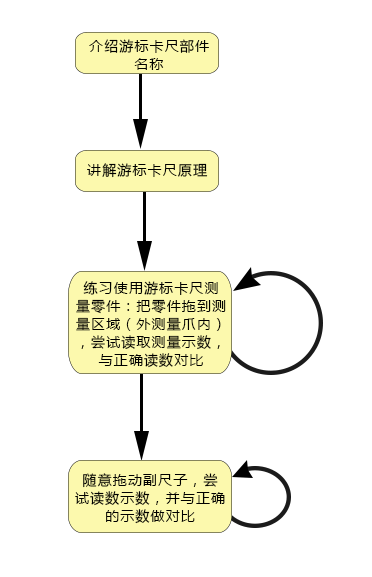 介绍游标卡尺部件
名称
讲解游标卡尺原理
练习使用游标卡尺测
量零件：把零件拖到测
量区域（外测量爪内）
，尝试读取测量示数，
与正确读数对比
随意拖动副尺子，尝
试读数示数，并与正确
的示数做对比